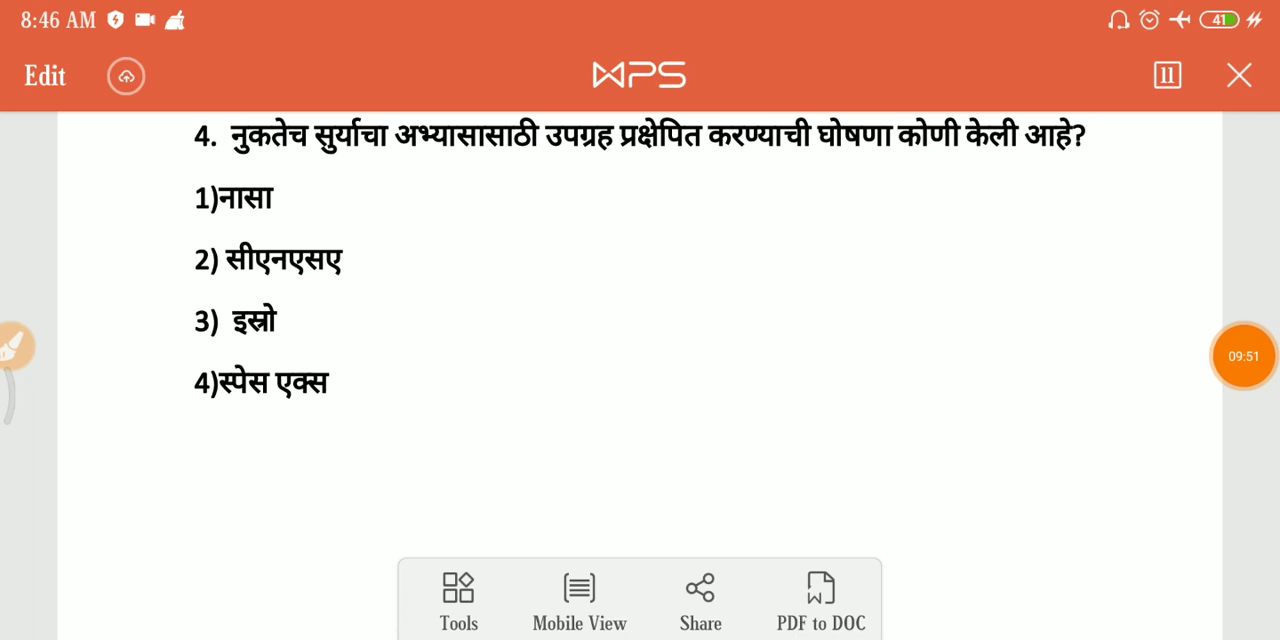 8:46 AM
41
Edit
WPS
11
4. नुकतेच सुर्याचा अभ्यासासाठी उपग्रह प्रक्षेपित करण्याची घोषणा कोणी केली आहे?
1)नासा
2) सीएनएसए
3) इस्रो
09:51
4)स्पेस एक्स
Tools
Mobile View
Share
PDF to DOC